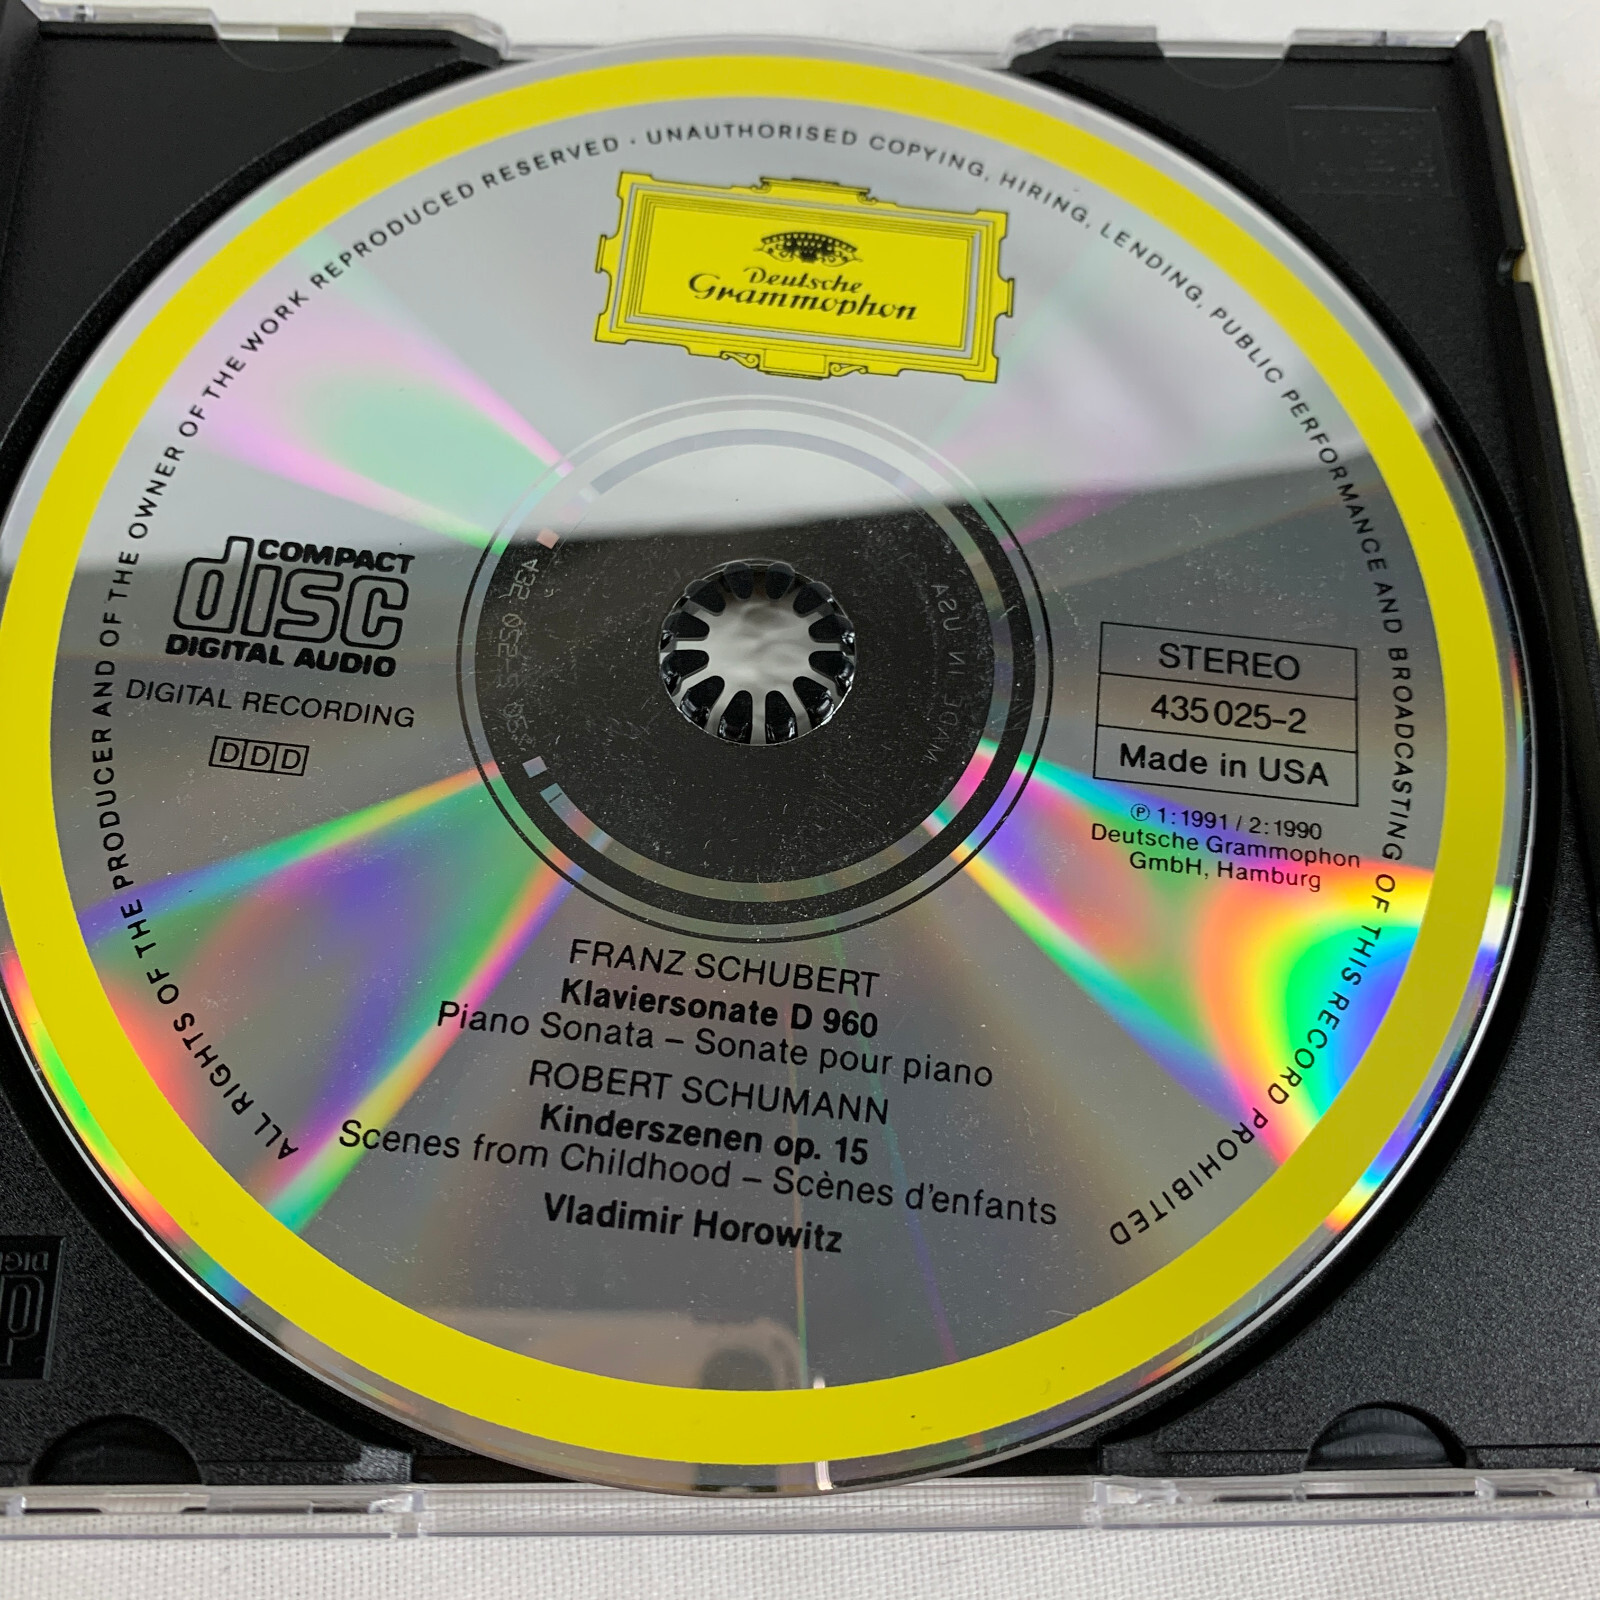 ALL RIGHTS OF THE PRODUCER AND OF THE OWNER OF THE WORK REPRODUCED RESERVED · UNAUTHORISED COPYING, HIRING, LENDING, PUBLIC PERFORMANCE AND BROADCASTING OF THIS RECORD PROHIBITED
Deutsche
Grammophon
COMPACT
disc
DIGITAL AUDIO
DIGITAL RECORDING
DDD
MADE IN USA
STEREO
435 025-2
Made in USA
℗ 1:1991 / 2:1990
Deutsche Grammophon
GmbH, Hamburg
FRANZ SCHUBERT
Klaviersonate D 960
Piano Sonata – Sonate pour piano
ROBERT SCHUMANN
Kinderszenen op. 15
Scenes from Childhood – Scènes d'enfants
Vladimir Horowitz